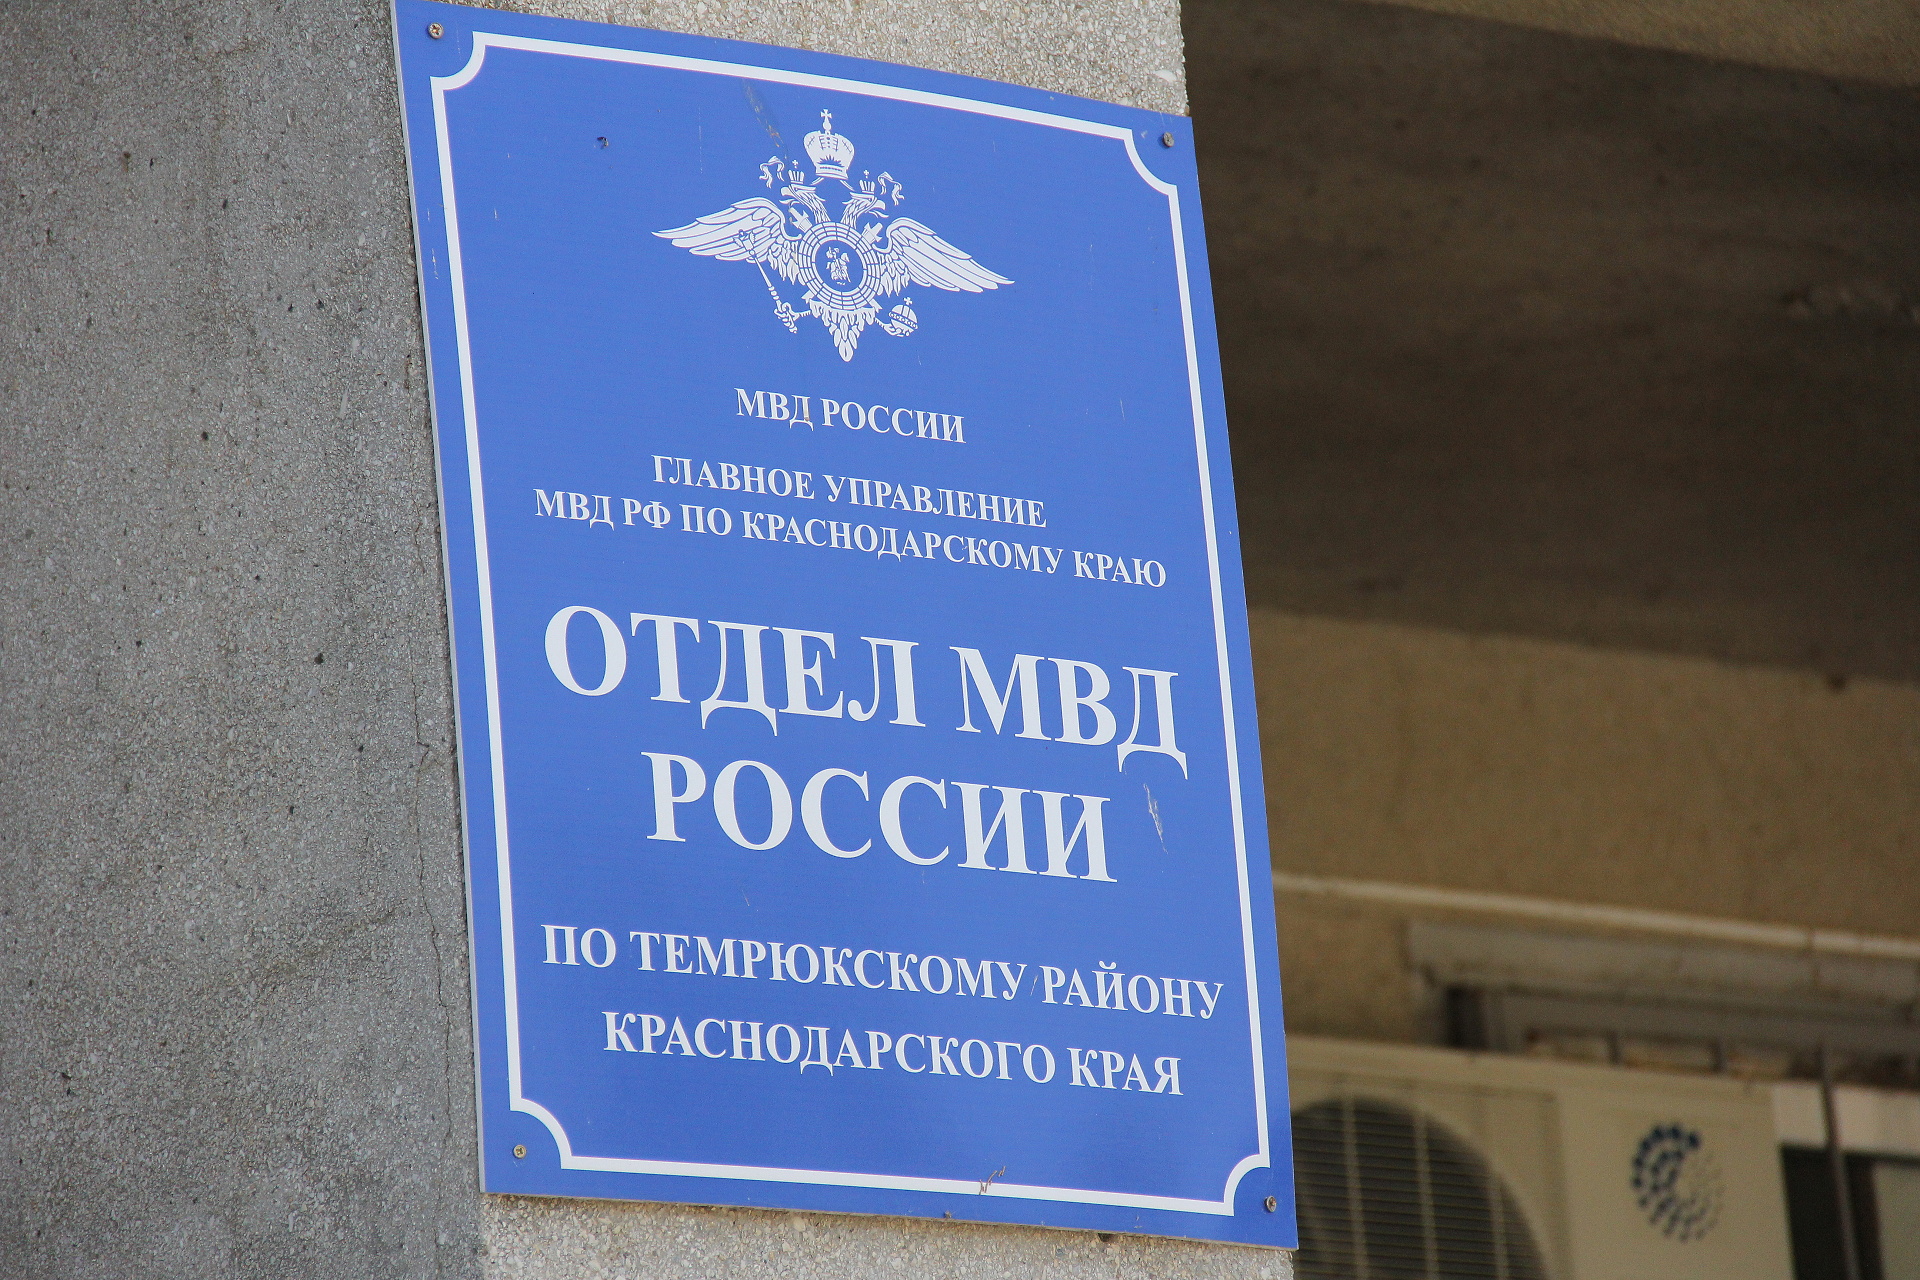 МВД РОССИИ
ГЛАВНОЕ УПРАВЛЕНИЕ
МВД РФ ПО КРАСНОДАРСКОМУ КРАЮ
ОТДЕЛ МВД
РОССИИ
ПО ТЕМРЮКСКОМУ РАЙОНУ
КРАСНОДАРСКОГО КРАЯ